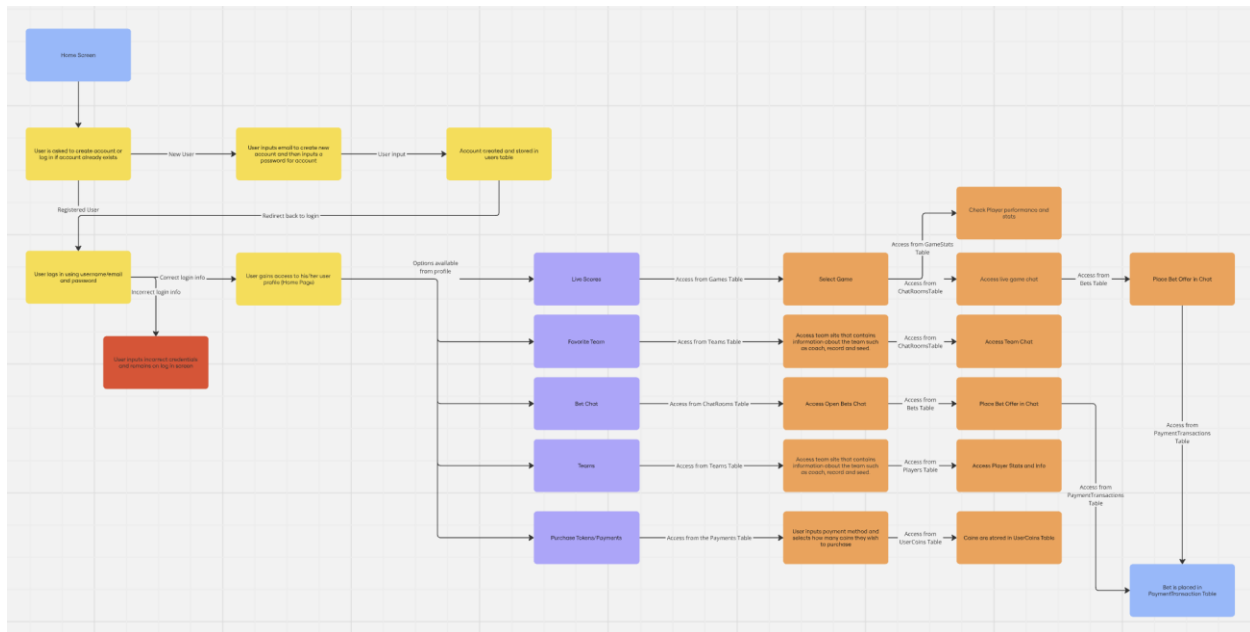 Home Screen
User is asked to create account or
log in if account already exists
New User
User inputs email to create new
account and then inputs a
password for account
User input
Account created and stored in
users table
Registered User
Redirect back to login
User logs in using username/email
and password
Correct login info
Incorrect login info
User gains access to his/her user
profile (Home Page)
User inputs incorrect credentials
and remains on log in screen
Options available
from profile
Live Scores
Access from Games Table
Select Game
Access from GameStats
Table
Check Player performance and
stats
Access from
ChatRoomsTable
Access live game chat
Access from
Bets Table
Place Bet Offer in Chat
Favorite Team
Acess from Teams Table
Access team site that contains
information about the team such
as coach, record and seed
Access from
ChatRoomsTable
Access Team Chat
Bet Chat
Access from ChatRooms Table
Access Open Bets Chat
Access from
Bets Table
Place Bet Offer in Chat
Access from
PaymentTransactions
Table
Teams
Access from Teams Table
Access team site that contains
information about the team such
as coach, record and seed
Access from
Players Table
Access Player Stats and Info
Access from
PaymentTransactions
Table
Purchase Tokens/Payments
Access from the Payments Table
User inputs payment method and
selects how many coins they wish
to purchase
Access from
UserCoins Table
Coins are stored in UserCoins Table
Bet is placed in
PaymentTransaction Table